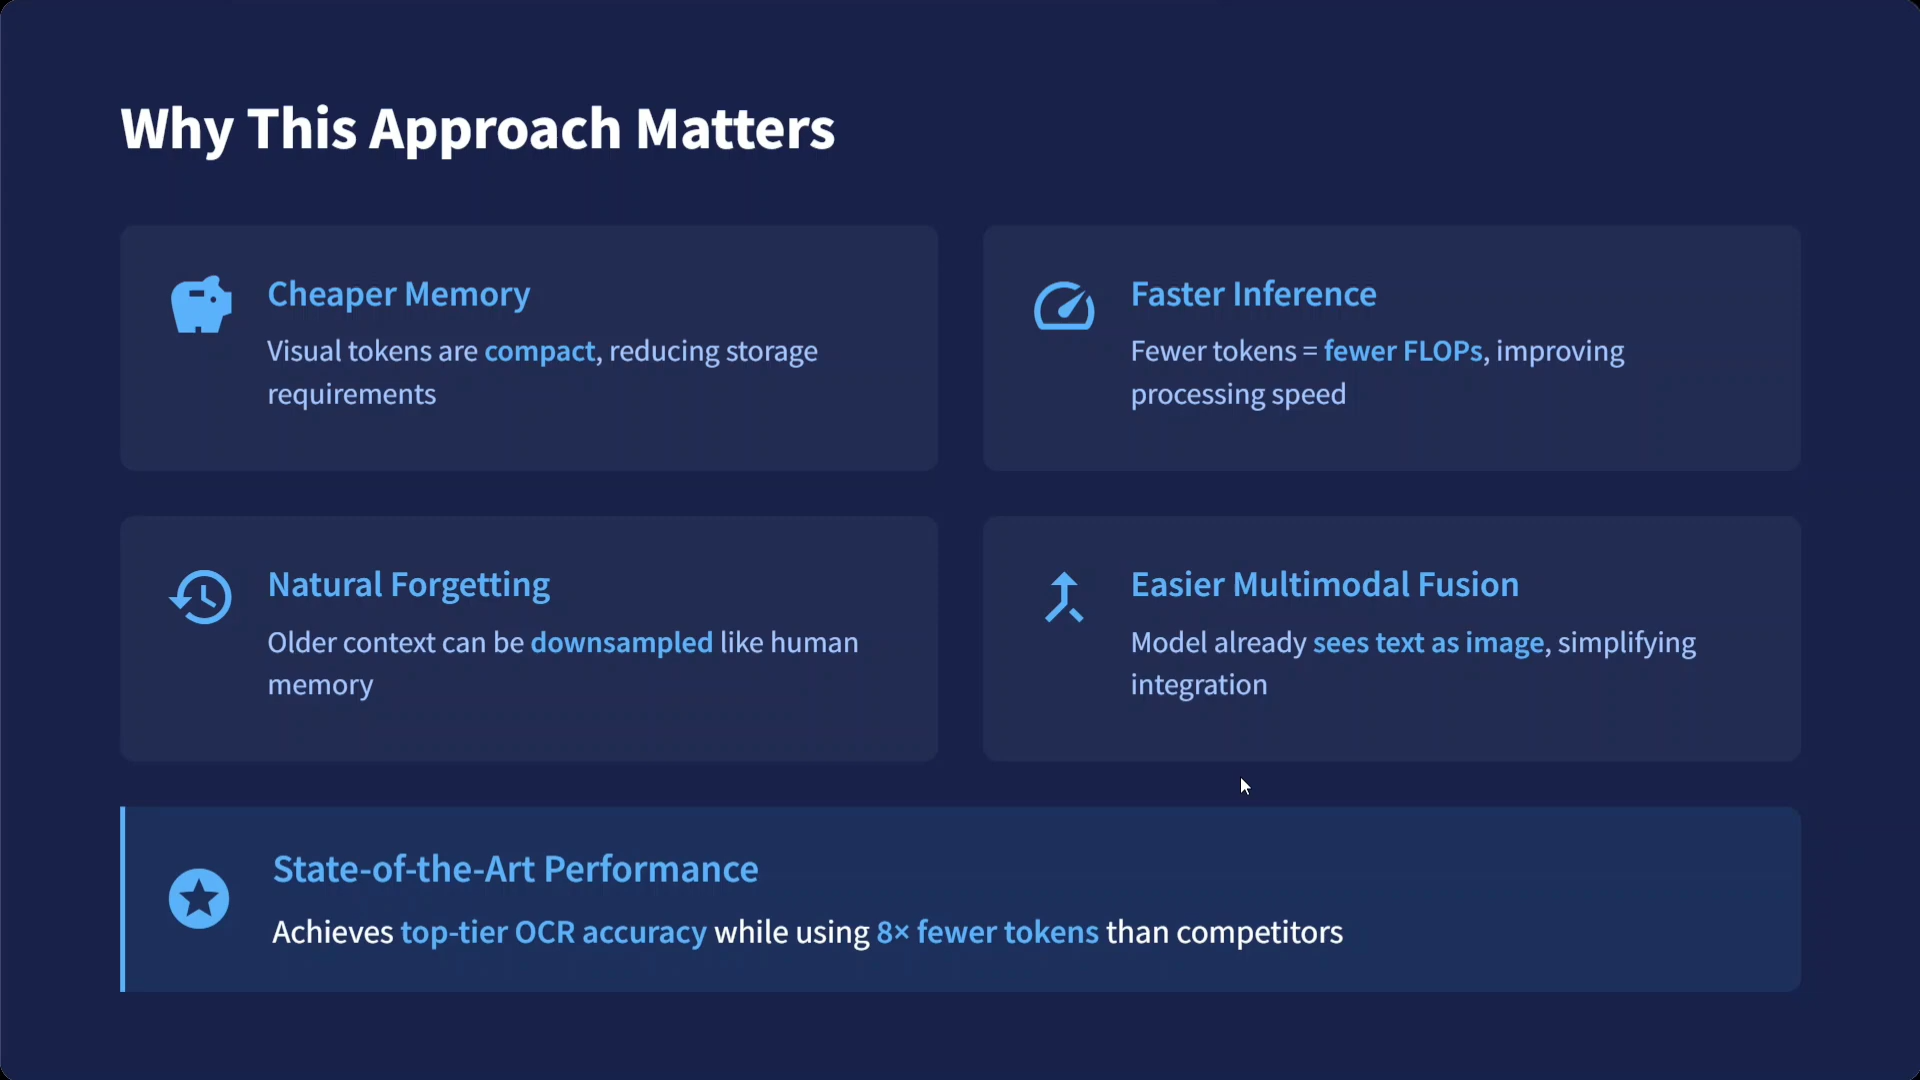 Why This Approach Matters
Cheaper Memory
Visual tokens are compact, reducing storage
requirements
Faster Inference
Fewer tokens = fewer FLOPs, improving
processing speed
Natural Forgetting
Older context can be downsampled like human
memory
Easier Multimodal Fusion
Model already sees text as image, simplifying
integration
State-of-the-Art Performance
Achieves top-tier OCR accuracy while using 8× fewer tokens than competitors